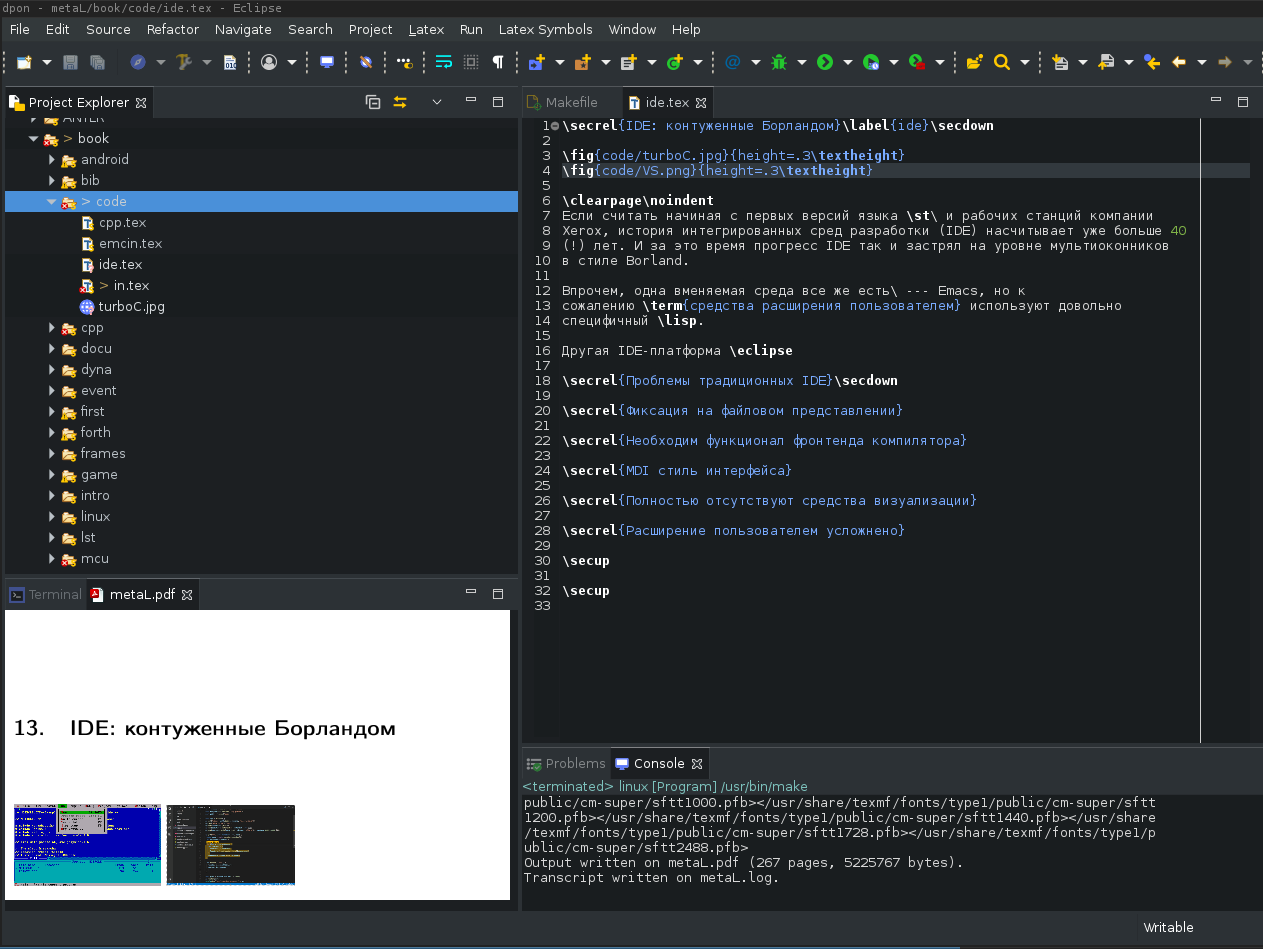 dpon - metaL/book/code/ide.tex - Eclipse
File Edit Source Refactor Navigate Search Project Latex Run Latex Symbols Window Help
Project Explorer
book
android
bib
> code
cpp.tex
emcin.tex
ide.tex
> in.tex
turboC.jpg
cpp
docu
dyna
event
first
forth
frames
game
intro
linux
lst
mcu
Terminal metaL.pdf
13. IDE: контуженные Борландом
Makefile ide.tex
1 \secrel{IDE: контуженные Борландом}\label{ide}\secdown
2
3 \fig{code/turboC.jpg}{height=.3\textheight}
4 \fig{code/VS.png}{height=.3\textheight}
5
6 \clearpage\noindent
7 Если считать начиная с первых версий языка \st\ и рабочих станций компании
8 Xerox, история интегрированных сред разработки (IDE) насчитывает уже больше 40
9 (!) лет. И за это время прогресс IDE так и застрял на уровне мультиоконников
10 в стиле Borland.
11
12 Впрочем, одна вменяемая среда все же есть\ --- Emacs, но к
13 сожалению \term{средства расширения пользователем} используют довольно
14 специфичный \lisp.
15
16 Другая IDE-платформа \eclipse
17
18 \secrel{Проблемы традиционных IDE}\secdown
19
20 \secrel{Фиксация на файловом представлении}
21
22 \secrel{Необходим функционал фронтенда компилятора}
23
24 \secrel{MDI стиль интерфейса}
25
26 \secrel{Полностью отсутствуют средства визуализации}
27
28 \secrel{Расширение пользователем усложнено}
29
30 \secup
31
32 \secup
33
Problems Console
<terminated> linux [Program] /usr/bin/make
public/cm-super/sftt1000.pfb></usr/share/texmf/fonts/type1/public/cm-super/sftt
1200.pfb></usr/share/texmf/fonts/type1/public/cm-super/sftt1440.pfb></usr/share
/texmf/fonts/type1/public/cm-super/sftt1728.pfb></usr/share/texmf/fonts/type1/p
ublic/cm-super/sftt2488.pfb>
Output written on metaL.pdf (267 pages, 5225767 bytes).
Transcript written on metaL.log.
Writable